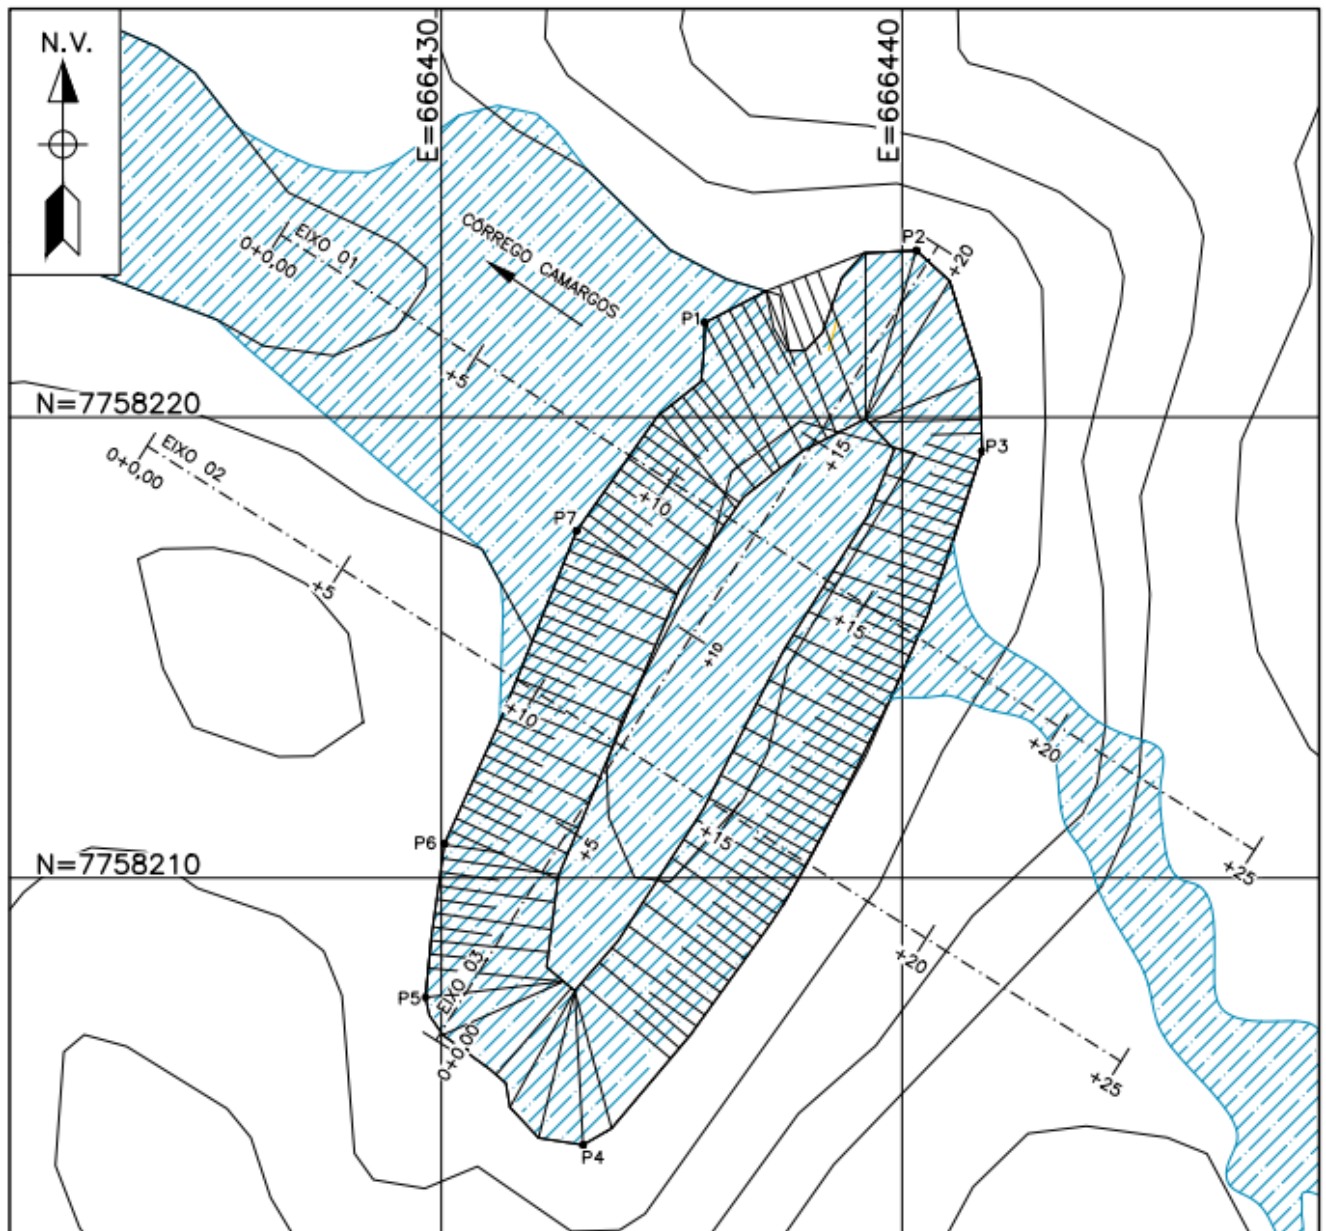 N.V.
E=666430
E=666440
P2
+20
EIXO 01
0+0,00
CÓRREGO CAMARGOS
P1
+5
N=7758220
EIXO 02
0+0,00
+15
P3
+10
P7
+5
+15
+10
+10
+20
+5
+15
P6
N=7758210
+25
+20
EIXO 03
P5
0+0,00
+25
P4